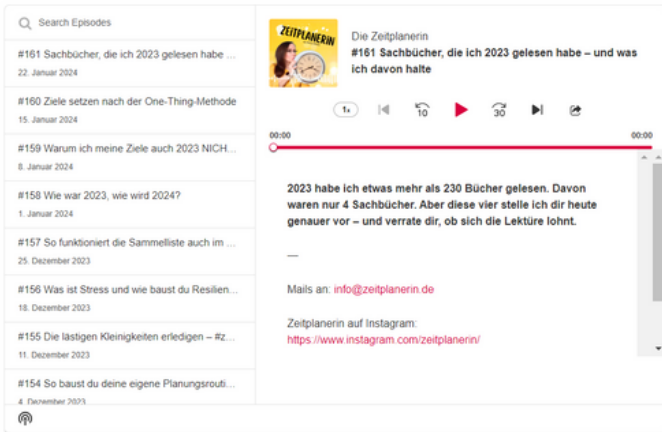 Search Episodes
#161 Sachbücher, die ich 2023 gelesen habe ...
22. Januar 2024
#160 Ziele setzen nach der One-Thing-Methode
15. Januar 2024
#159 Warum ich meine Ziele auch 2023 NICH...
8. Januar 2024
#158 Wie war 2023, wie wird 2024?
1. Januar 2024
#157 So funktioniert die Sammelliste auch im ...
25. Dezember 2023
#156 Was ist Stress und wie baust du Resilien...
18. Dezember 2023
#155 Die lästigen Kleinigkeiten erledigen – #z...
11. Dezember 2023
#154 So baust du deine eigene Planungsrouti...
4. Dezember 2023
ZEITPLANERIN
Die Zeitplanerin
#161 Sachbücher, die ich 2023 gelesen habe – und was
ich davon halte
1x
10
30
00:00
00:00
2023 habe ich etwas mehr als 230 Bücher gelesen. Davon
waren nur 4 Sachbücher. Aber diese vier stelle ich dir heute
genauer vor – und verrate dir, ob sich die Lektüre lohnt.
—
Mails an: info@zeitplanerin.de
Zeitplanerin auf Instagram:
https://www.instagram.com/zeitplanerin/